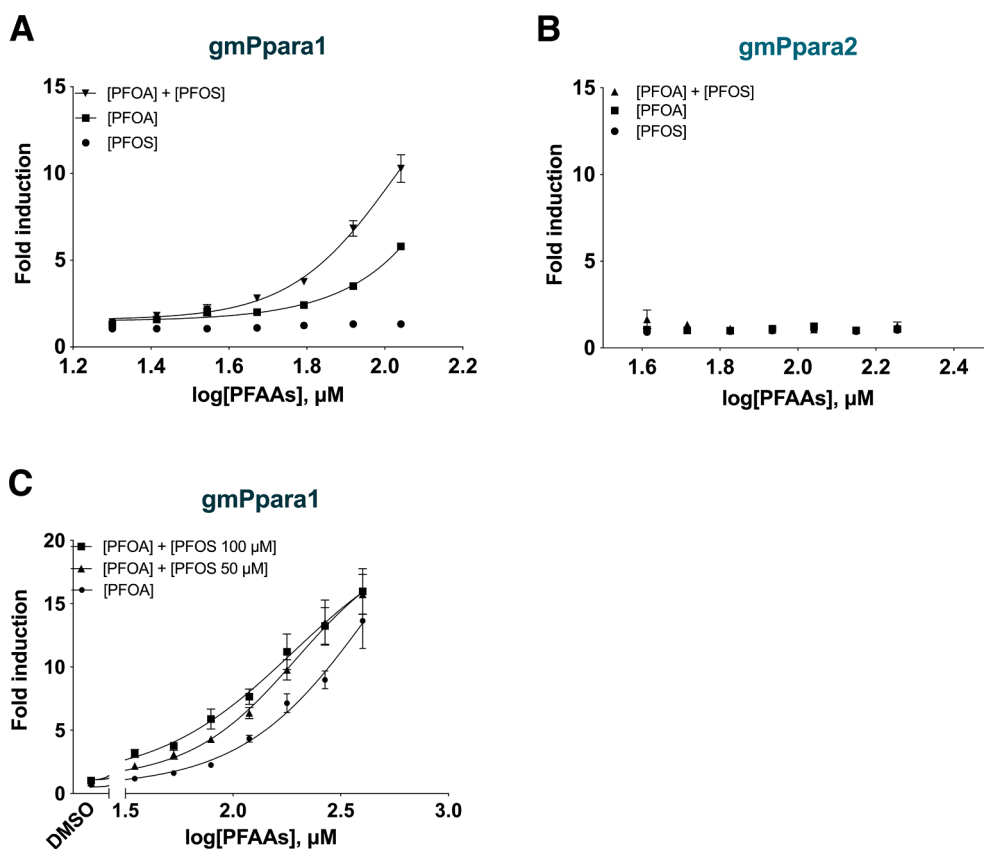 A
gmPpara1
Fold induction
15
10
5
0
[PFOA] + [PFOS]
[PFOA]
[PFOS]
1.2 1.4 1.6 1.8 2.0 2.2
log[PFAAs], µM
B
gmPpara2
Fold induction
15
10
5
0
[PFOA] + [PFOS]
[PFOA]
[PFOS]
1.6 1.8 2.0 2.2 2.4
log[PFAAs], µM
C
gmPpara1
Fold induction
20
15
10
5
0
[PFOA] + [PFOS 100 µM]
[PFOA] + [PFOS 50 µM]
[PFOA]
DMSO 1.5 2.0 2.5 3.0
log[PFAAs], µM